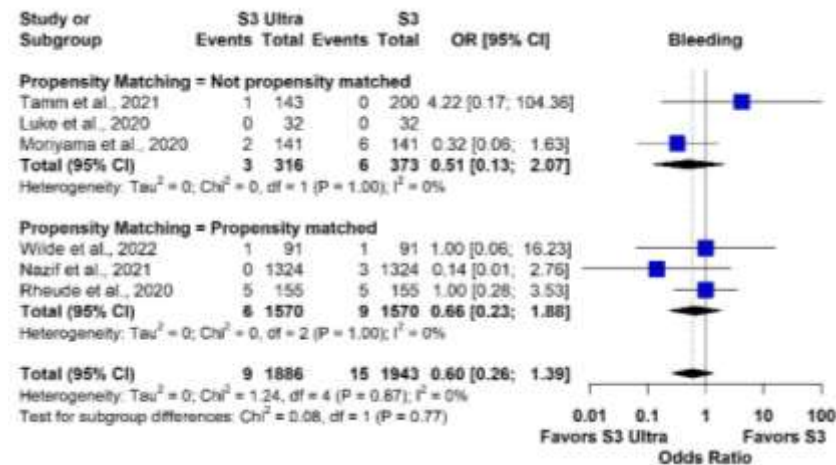 Study or S3 Ultra S3
Subgroup Events Total Events Total OR [95% CI] Bleeding
Propensity Matching = Not propensity matched
Tamm et al., 2021 1 143 0 200 4.22 [0.17; 104.36]
Luke et al., 2020 0 32 0 32
Moriyama et al., 2020 2 141 6 141 0.32 [0.06; 1.63]
Total (95% CI) 3 316 6 373 0.51 [0.13; 2.07]
Heterogeneity: Tau² = 0; Chi² = 0, df = 1 (P = 1.00); I² = 0%
Propensity Matching = Propensity matched
Wilde et al., 2022 1 91 1 91 1.00 [0.06; 16.23]
Nazif et al., 2021 0 1324 3 1324 0.14 [0.01; 2.76]
Rheude et al., 2020 5 155 5 155 1.00 [0.28; 3.53]
Total (95% CI) 6 1570 9 1570 0.66 [0.23; 1.88]
Heterogeneity: Tau² = 0; Chi² = 0, df = 2 (P = 1.00); I² = 0%
Total (95% CI) 9 1886 15 1943 0.60 [0.26; 1.39]
Heterogeneity: Tau² = 0; Chi² = 1.24, df = 4 (P = 0.87); I² = 0%
Test for subgroup differences: Chi² = 0.08, df = 1 (P = 0.77)
0.01 0.1 1 10 100
Favors S3 Ultra Favors S3
Odds Ratio